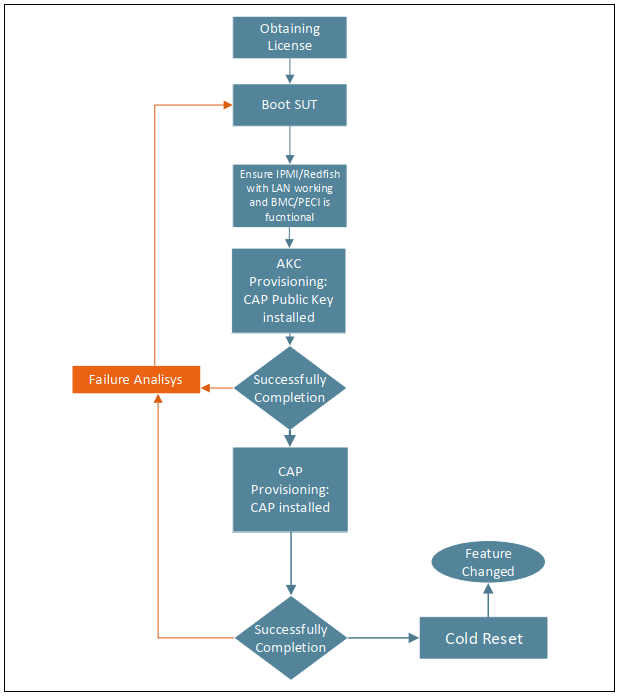 Obtaining
License
Boot SUT
Ensure IPMI/Redfish
with LAN working
and BMC/PECI is
fucntional
AKC
Provisioning:
CAP Public Key
installed
Failure Analisys
Successfully
Completion
CAP
Provisioning:
CAP installed
Feature
Changed
Successfully
Completion
Cold Reset